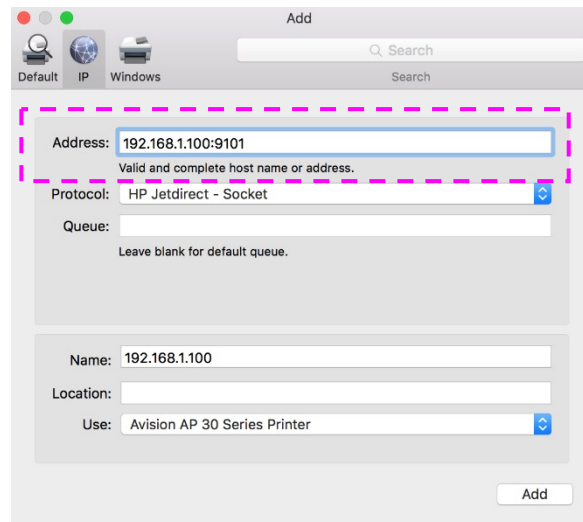 Add
Search
Default IP Windows Search
Address: 192.168.1.100:9101
Valid and complete host name or address.
Protocol: HP Jetdirect - Socket
Queue:
Leave blank for default queue.
Name: 192.168.1.100
Location:
Use: Avision AP 30 Series Printer
Add